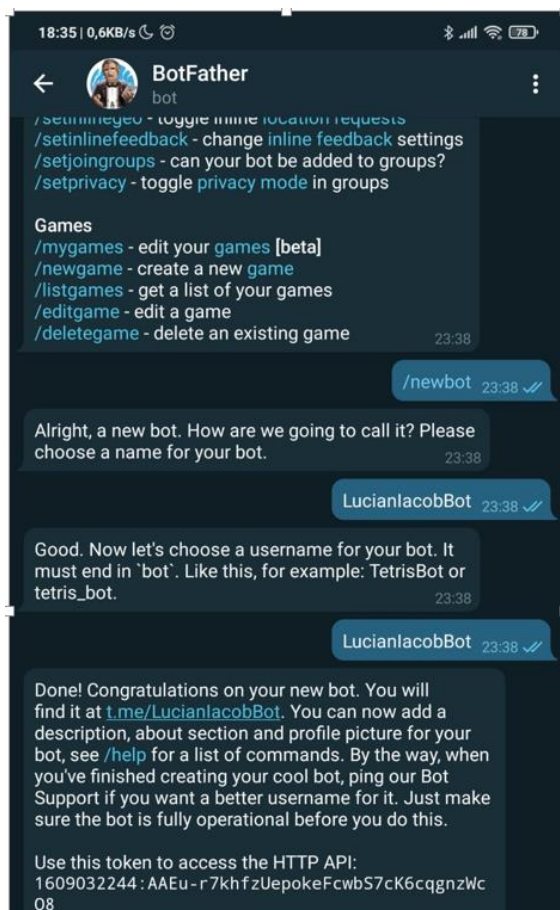 18:35 | 0,6KB/s
78
BotFather
bot
/setinlinegeo - toggle inline location requests
/setinlinefeedback - change inline feedback settings
/setjoingroups - can your bot be added to groups?
/setprivacy - toggle privacy mode in groups
Games
/mygames - edit your games [beta]
/newgame - create a new game
/listgames - get a list of your games
/editgame - edit a game
/deletegame - delete an existing game
23:38
/newbot 23:38
Alright, a new bot. How are we going to call it? Please
choose a name for your bot.
23:38
LucianIacobBot 23:38
Good. Now let's choose a username for your bot. It
must end in `bot`. Like this, for example: TetrisBot or
tetris_bot.
23:38
LucianIacobBot 23:38
Done! Congratulations on your new bot. You will
find it at t.me/LucianIacobBot. You can now add a
description, about section and profile picture for your
bot, see /help for a list of commands. By the way, when
you've finished creating your cool bot, ping our Bot
Support if you want a better username for it. Just make
sure the bot is fully operational before you do this.
Use this token to access the HTTP API:
1609032244:AAEu-r7khfzUepokeFcwbS7cK6cqgnzWc
O8